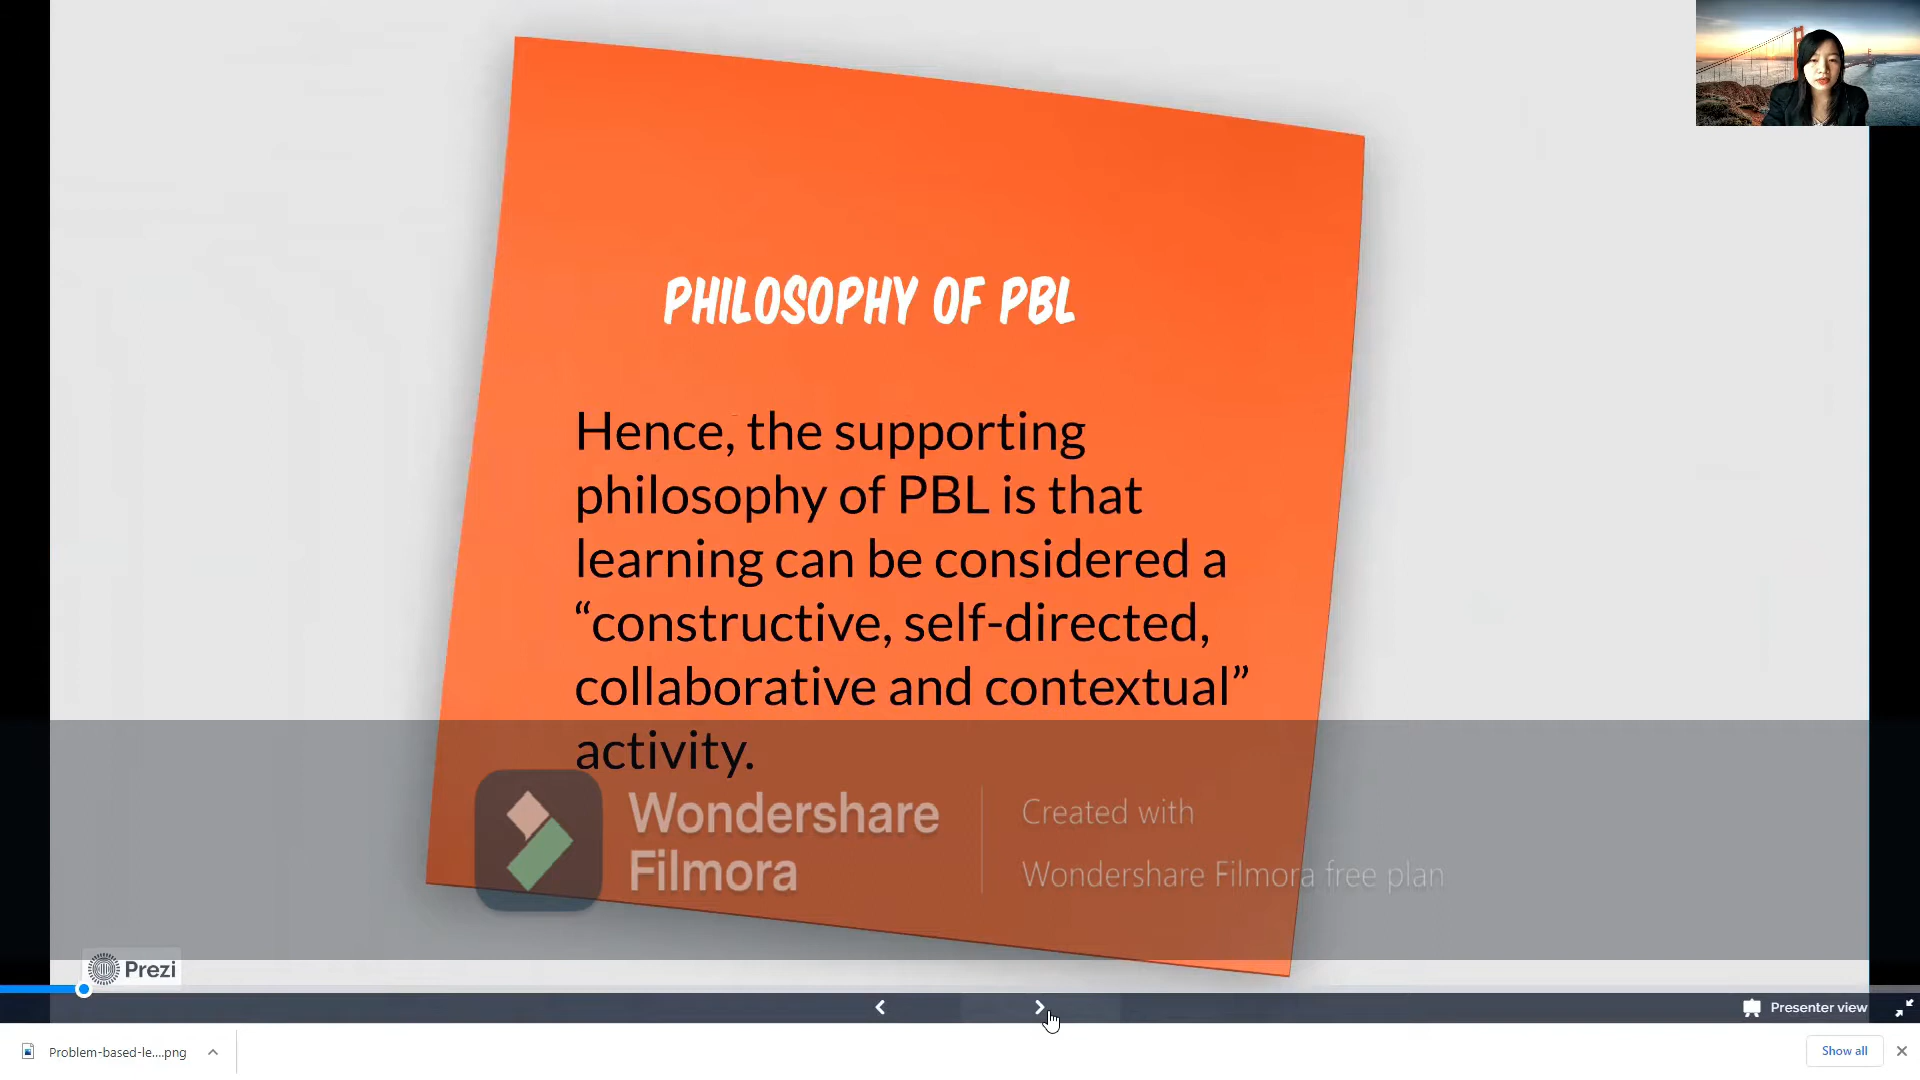 PHILOSOPHY OF PBL
Hence, the supporting
philosophy of PBL is that
learning can be considered a
“constructive, self-directed,
collaborative and contextual”
activity.
Wondershare
Filmora
Created with
Wondershare Filmora free plan
Prezi
Presenter view
Problem-based-le....png
Show all